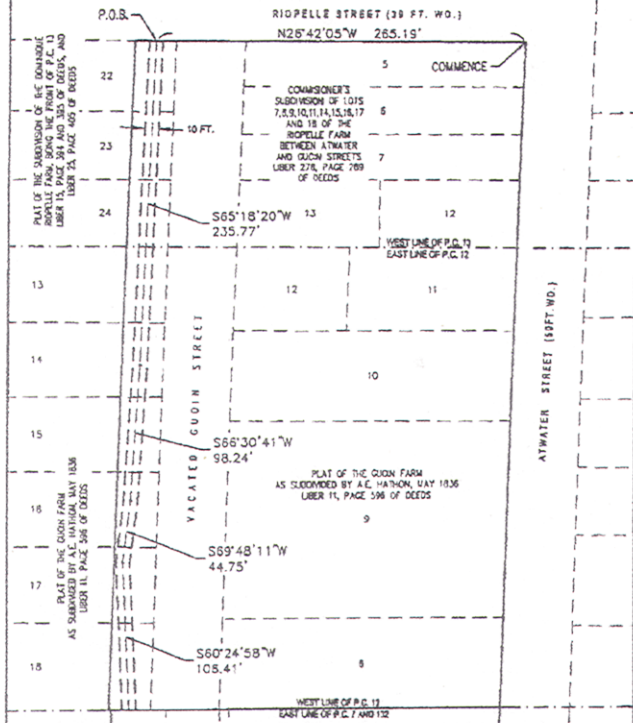 RIOPELLE STREET (39 FT. WD.)
P.O.B.
N26°42'05"W 265.19'
COMMENCE
PLAT OF THE SUBDIVISION OF THE DOMINIQUE
RIOPELLE FARM, BEING THE FRONT OF P.C. 13
LIBER 15, PAGE 394 AND 395 OF DEEDS, AND
LIBER 25, PAGE 405 OF DEEDS
22
23
24
10 FT.
5
COMMISIONER'S
SUBDIVISION OF LOTS
7,8,9,10,11,14,15,16,17
AND 18 OF THE
RIOPELLE FARM
BETWEEN ATWATER
AND GUOIN STREETS
LIBER 276, PAGE 269
OF DEEDS
6
7
S65°18'20"W
235.77'
13
12
WEST LINE OF P.C. 13
EAST LINE OF P.C. 12
13
12
11
14
10
VACATED GUOIN STREET
ATWATER STREET (50FT.WD.)
15
S66°30'41"W
98.24'
PLAT OF THE GUOIN FARM
AS SUBDIVIDED BY A.E. HATHON, MAY 1836
LIBER 11, PAGE 596 OF DEEDS
9
PLAT OF THE GUOIN FARM
AS SUBDIVIDED BY A.E. HATHON, MAY 1836
LIBER 11, PAGE 596 OF DEEDS
16
S69°48'11"W
44.75'
17
18
S60°24'58"W
105.41'
8
WEST LINE OF P.C. 12
EAST LINE OF P.C. 7 AND 132